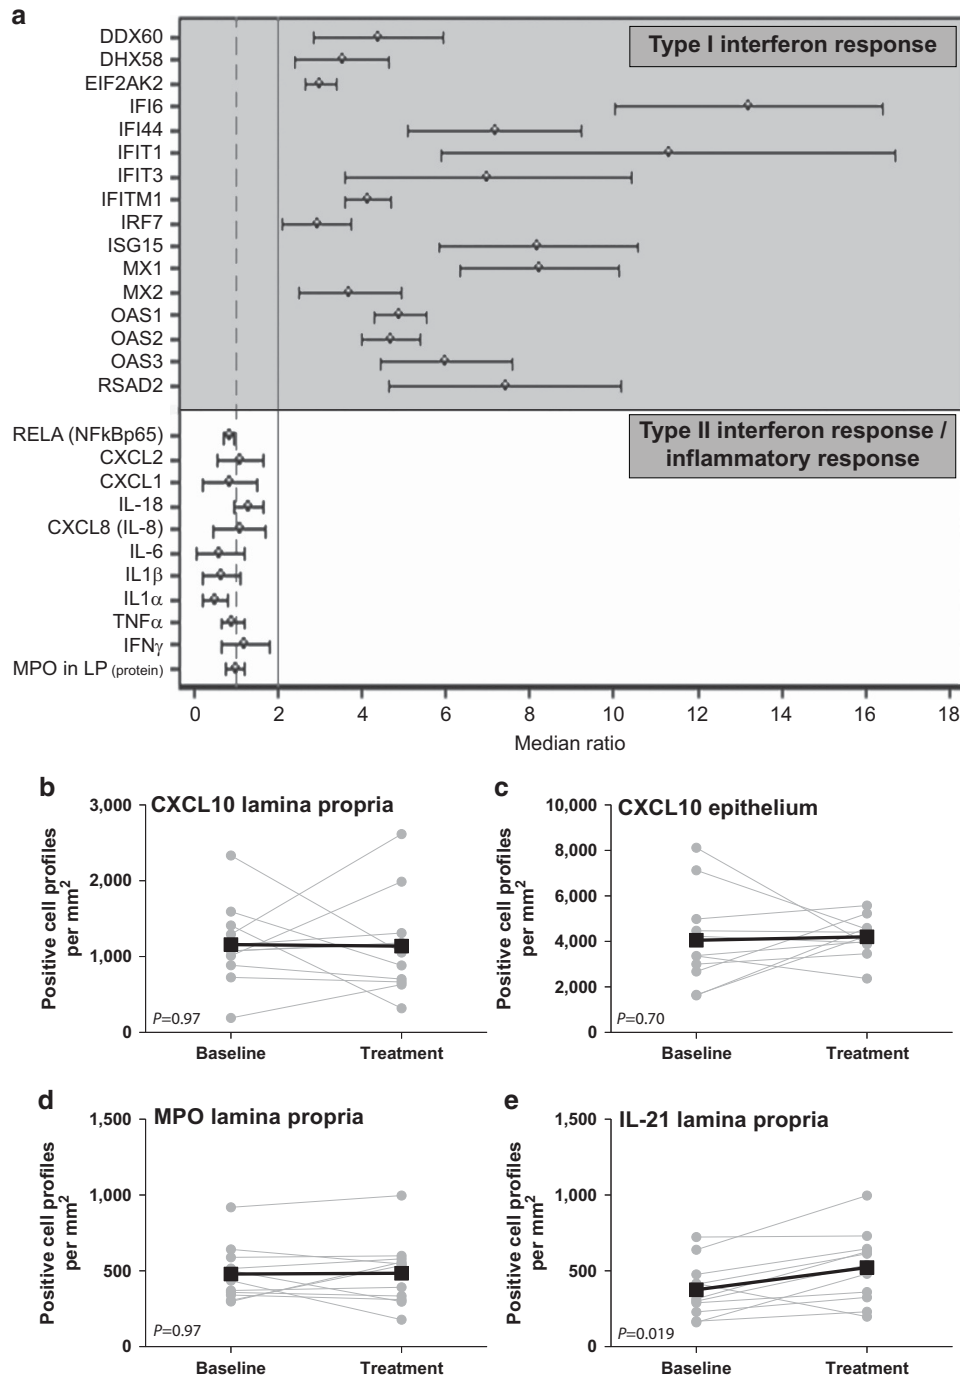 a
DDX60
DHX58
EIF2AK2
IFI6
IFI44
IFIT1
IFIT3
IFITM1
IRF7
ISG15
MX1
MX2
OAS1
OAS2
OAS3
RSAD2
Type I interferon response
RELA (NFkBp65)
CXCL2
CXCL1
IL-18
CXCL8 (IL-8)
IL-6
IL1β
IL1α
TNFα
IFNγ
MPO in LP (protein)
Type II interferon response /
inflammatory response
0 2 4 6 8 10 12 14 16 18
Median ratio
b
CXCL10 lamina propria
Positive cell profiles
per mm2
3,000
2,000
1,000
0
P=0.97
Baseline Treatment
c
CXCL10 epithelium
Positive cell profiles
per mm2
10,000
8,000
6,000
4,000
2,000
0
P=0.70
Baseline Treatment
d
MPO lamina propria
Positive cell profiles
per mm2
1,500
1,000
500
0
P=0.97
Baseline Treatment
e
IL-21 lamina propria
Positive cell profiles
per mm2
1,500
1,000
500
0
P=0.019
Baseline Treatment